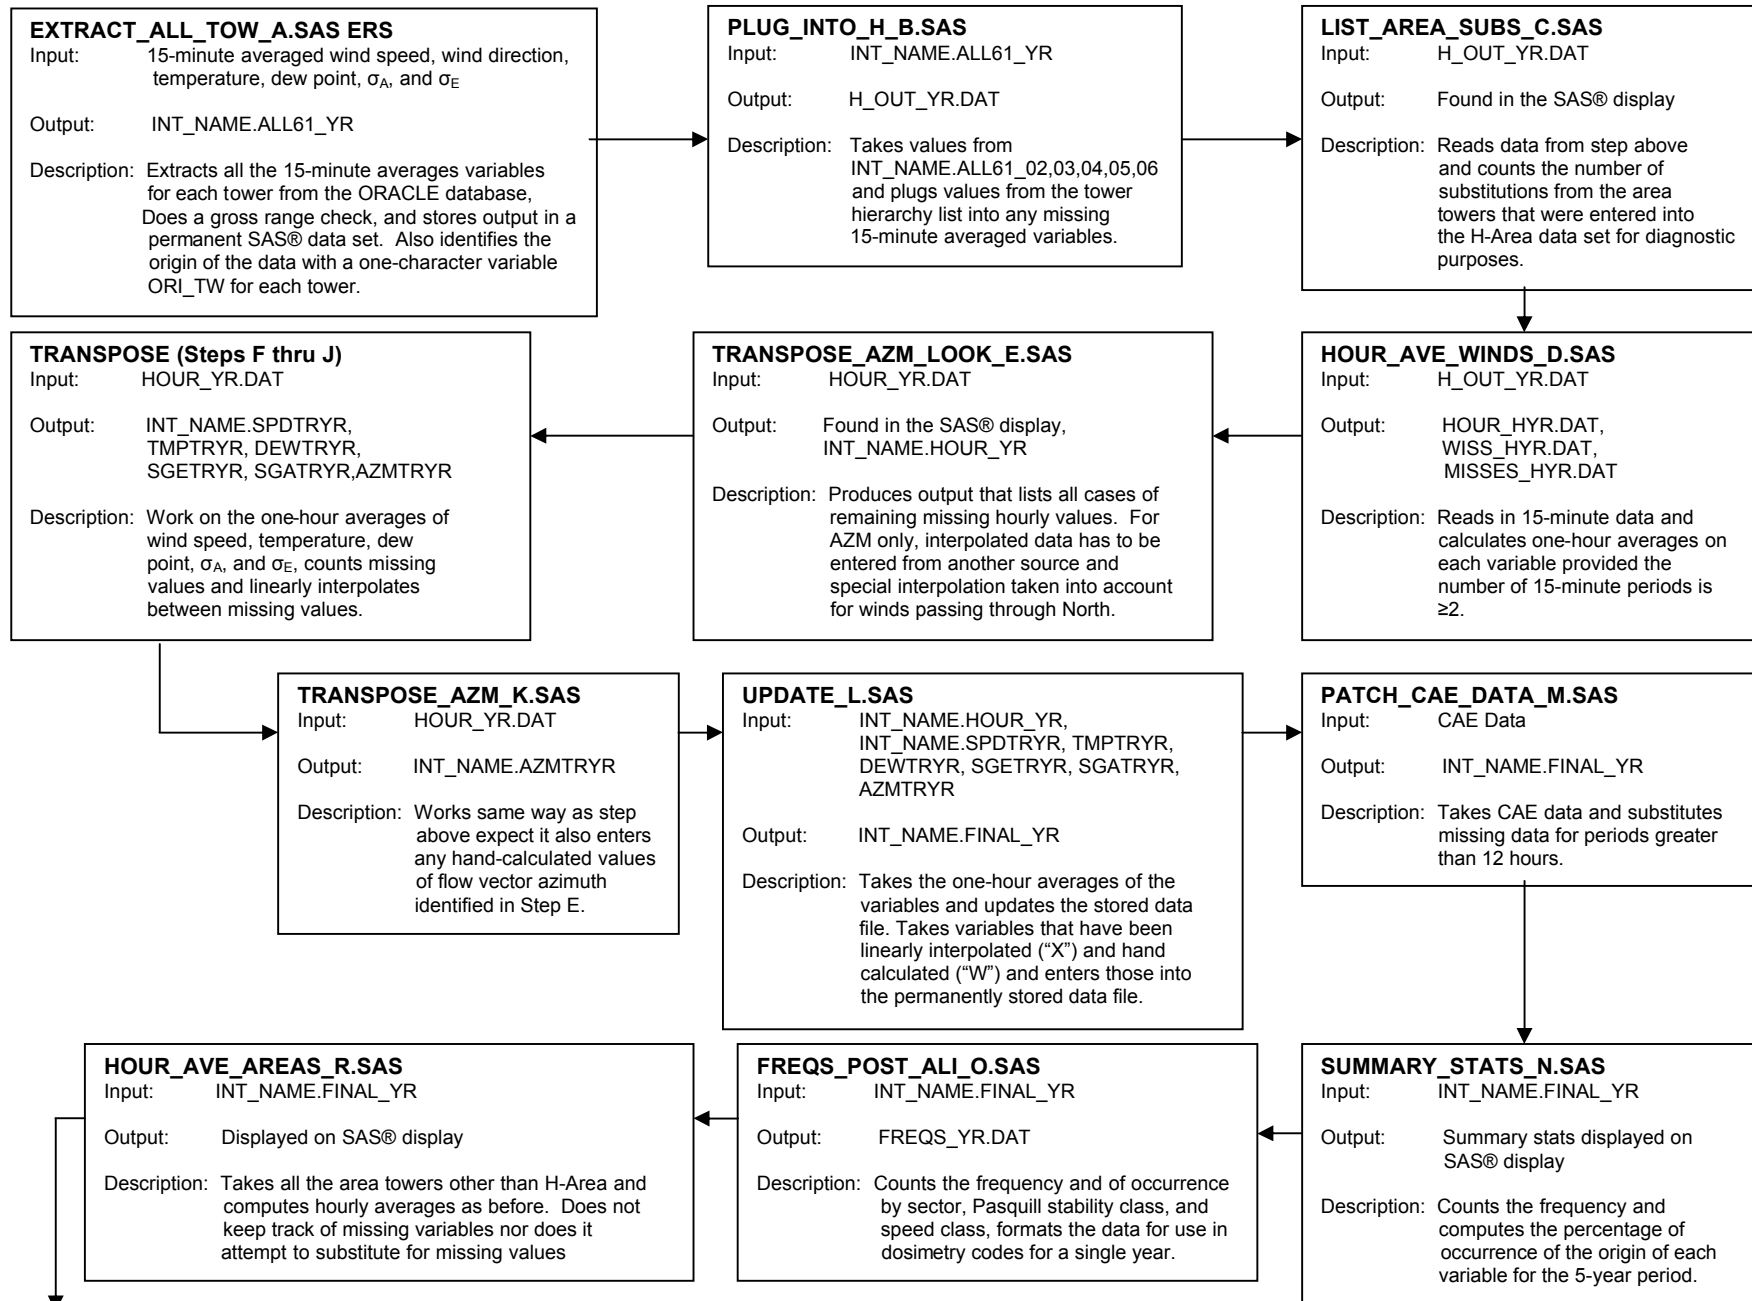 EXTRACT_ALL_TOW_A.SAS ERS
Input: 15-minute averaged wind speed, wind direction,
temperature, dew point, σA, and σE
Output: INT_NAME.ALL61_YR
Description: Extracts all the 15-minute averages variables
for each tower from the ORACLE database,
Does a gross range check, and stores output in a
permanent SAS® data set. Also identifies the
origin of the data with a one-character variable
ORI_TW for each tower.
PLUG_INTO_H_B.SAS
Input: INT_NAME.ALL61_YR
Output: H_OUT_YR.DAT
Description: Takes values from
INT_NAME.ALL61_02,03,04,05,06
and plugs values from the tower
hierarchy list into any missing
15-minute averaged variables.
LIST_AREA_SUBS_C.SAS
Input: H_OUT_YR.DAT
Output: Found in the SAS® display
Description: Reads data from step above
and counts the number of
substitutions from the area
towers that were entered into
the H-Area data set for diagnostic
purposes.
TRANSPOSE (Steps F thru J)
Input: HOUR_YR.DAT
Output: INT_NAME.SPDTRYR,
TMPTRYR, DEWTRYR,
SGETRYR, SGATRYR,AZMTRYR
Description: Work on the one-hour averages of
wind speed, temperature, dew
point, σA, and σE, counts missing
values and linearly interpolates
between missing values.
TRANSPOSE_AZM_LOOK_E.SAS
Input: HOUR_YR.DAT
Output: Found in the SAS® display,
INT_NAME.HOUR_YR
Description: Produces output that lists all cases of
remaining missing hourly values. For
AZM only, interpolated data has to be
entered from another source and
special interpolation taken into account
for winds passing through North.
HOUR_AVE_WINDS_D.SAS
Input: H_OUT_YR.DAT
Output: HOUR_HYR.DAT,
WISS_HYR.DAT,
MISSES_HYR.DAT
Description: Reads in 15-minute data and
calculates one-hour averages on
each variable provided the
number of 15-minute periods is
≥2.
TRANSPOSE_AZM_K.SAS
Input: HOUR_YR.DAT
Output: INT_NAME.AZMTRYR
Description: Works same way as step
above expect it also enters
any hand-calculated values
of flow vector azimuth
identified in Step E.
UPDATE_L.SAS
Input: INT_NAME.HOUR_YR,
INT_NAME.SPDTRYR, TMPTRYR,
DEWTRYR, SGETRYR, SGATRYR,
AZMTRYR
Output: INT_NAME.FINAL_YR
Description: Takes the one-hour averages of the
variables and updates the stored data
file. Takes variables that have been
linearly interpolated (“X”) and hand
calculated (“W”) and enters those into
the permanently stored data file.
PATCH_CAE_DATA_M.SAS
Input: CAE Data
Output: INT_NAME.FINAL_YR
Description: Takes CAE data and substitutes
missing data for periods greater
than 12 hours.
HOUR_AVE_AREAS_R.SAS
Input: INT_NAME.FINAL_YR
Output: Displayed on SAS® display
Description: Takes all the area towers other than H-Area and
computes hourly averages as before. Does not
keep track of missing variables nor does it
attempt to substitute for missing values
FREQS_POST_ALI_O.SAS
Input: INT_NAME.FINAL_YR
Output: FREQS_YR.DAT
Description: Counts the frequency and of occurrence
by sector, Pasquill stability class, and
speed class, formats the data for use in
dosimetry codes for a single year.
SUMMARY_STATS_N.SAS
Input: INT_NAME.FINAL_YR
Output: Summary stats displayed on
SAS® display
Description: Counts the frequency and
computes the percentage of
occurrence of the origin of each
variable for the 5-year period.